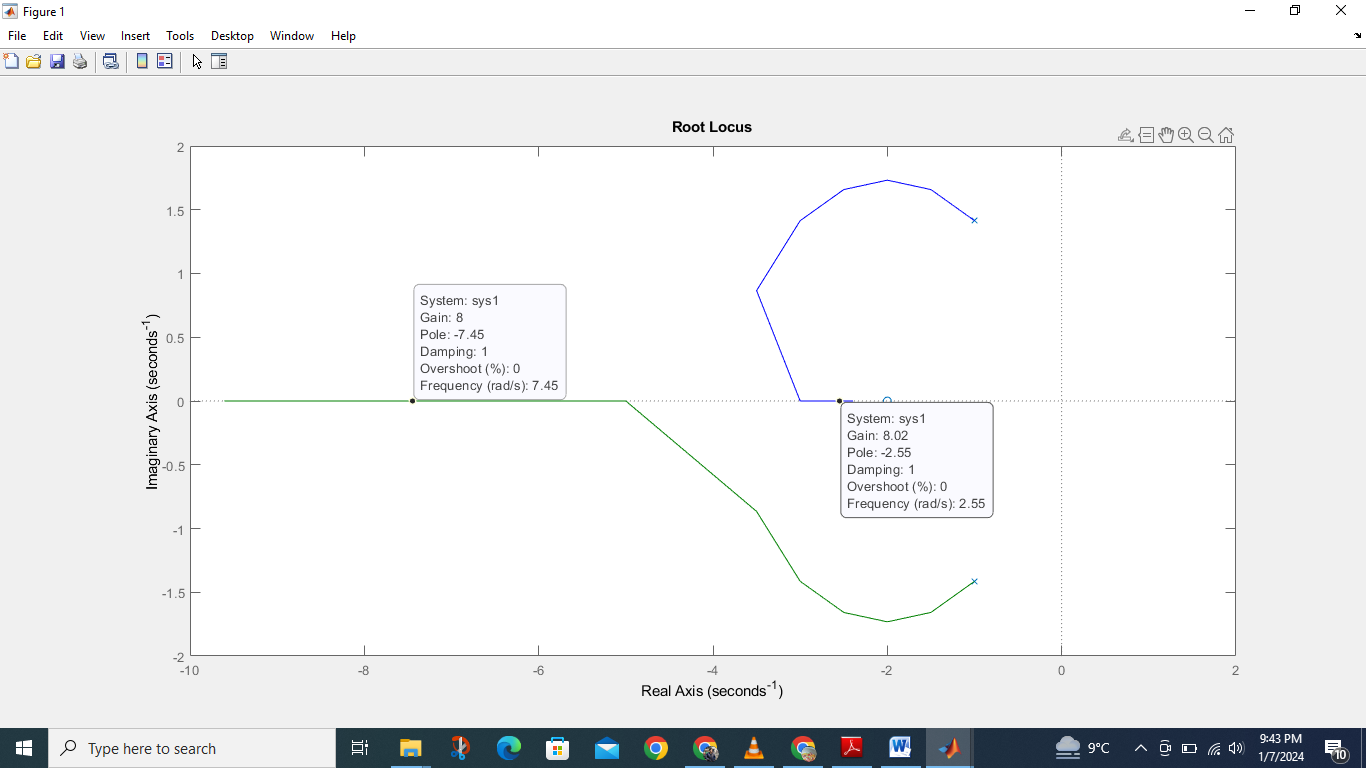 Figure 1
File Edit View Insert Tools Desktop Window Help
Root Locus
2
1.5
1
0.5
0
-0.5
-1
-1.5
-2
Imaginary Axis (seconds-1)
System: sys1
Gain: 8
Pole: -7.45
Damping: 1
Overshoot (%): 0
Frequency (rad/s): 7.45
System: sys1
Gain: 8.02
Pole: -2.55
Damping: 1
Overshoot (%): 0
Frequency (rad/s): 2.55
-10 -8 -6 -4 -2 0 2
Real Axis (seconds-1)
Type here to search
9°C
9:43 PM
1/7/2024
10